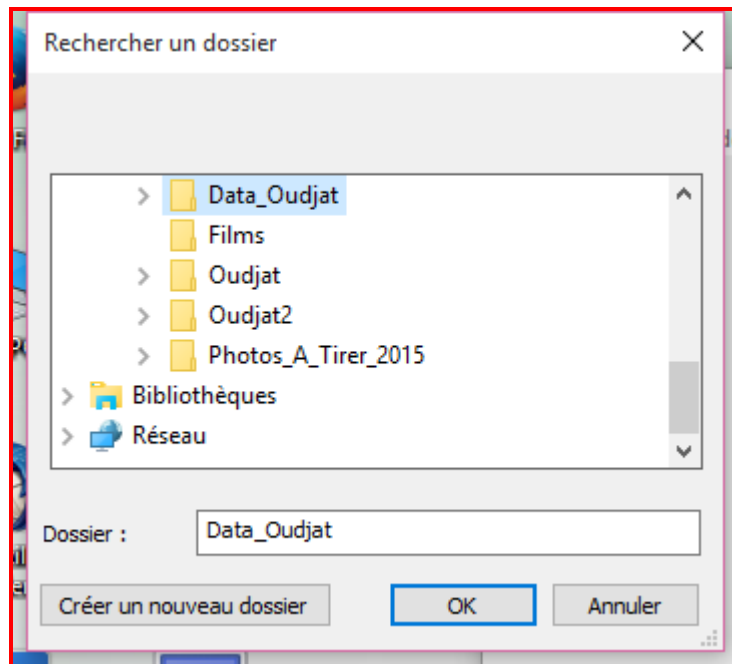 Rechercher un dossier
Data_Oudjat
Films
Oudjat
Oudjat2
Photos_A_Tirer_2015
Bibliothèques
Réseau
Dossier :
Data_Oudjat
Créer un nouveau dossier
OK
Annuler